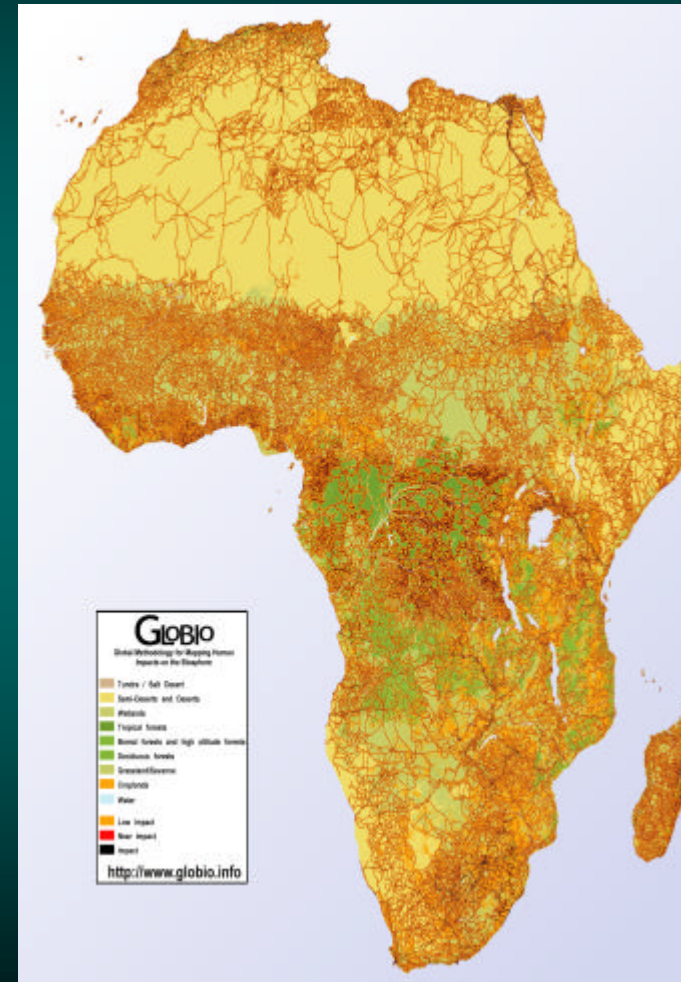 GLOBIO
Global Methodology for Mapping Human
Impacts on the Biosphere
Tundra / Salt Desert
Semi-Deserts and Deserts
Wetlands
Tropical forests
Boreal forests and high altitude forests
Deciduous forests
Grassland/Savanna
Croplands
Water
Low impact
Near impact
Impact
http://www.globio.info